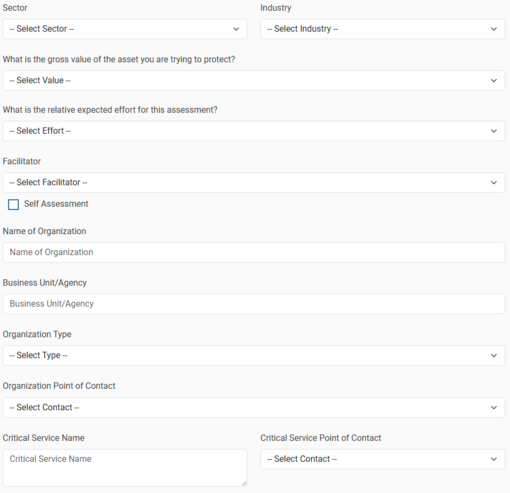 Sector Industry
-- Select Sector -- -- Select Industry --
What is the gross value of the asset you are trying to protect?
-- Select Value --
What is the relative expected effort for this assessment?
-- Select Effort --
Facilitator
-- Select Facilitator --
Self Assessment
Name of Organization
Name of Organization
Business Unit/Agency
Business Unit/Agency
Organization Type
-- Select Type --
Organization Point of Contact
-- Select Contact --
Critical Service Name Critical Service Point of Contact
Critical Service Name -- Select Contact --